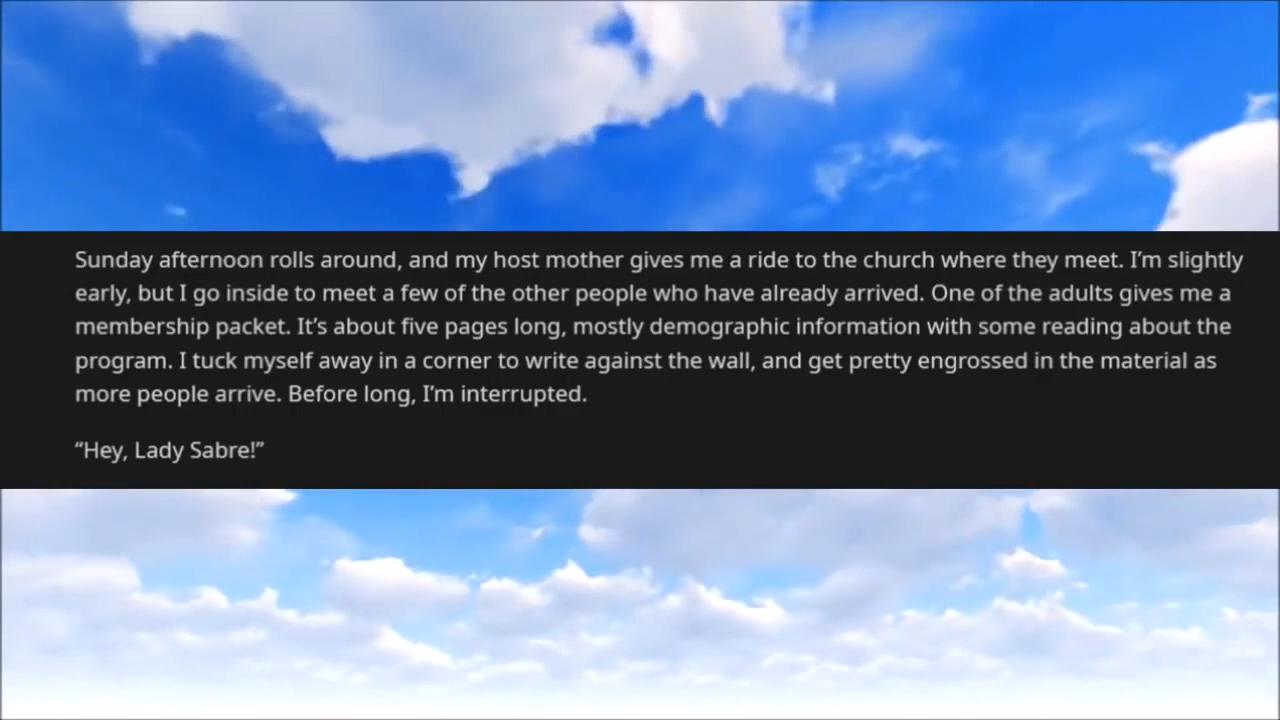 Sunday afternoon rolls around, and my host mother gives me a ride to the church where they meet. I’m slightly
early, but I go inside to meet a few of the other people who have already arrived. One of the adults gives me a
membership packet. It’s about five pages long, mostly demographic information with some reading about the
program. I tuck myself away in a corner to write against the wall, and get pretty engrossed in the material as
more people arrive. Before long, I’m interrupted.
“Hey, Lady Sabre!”